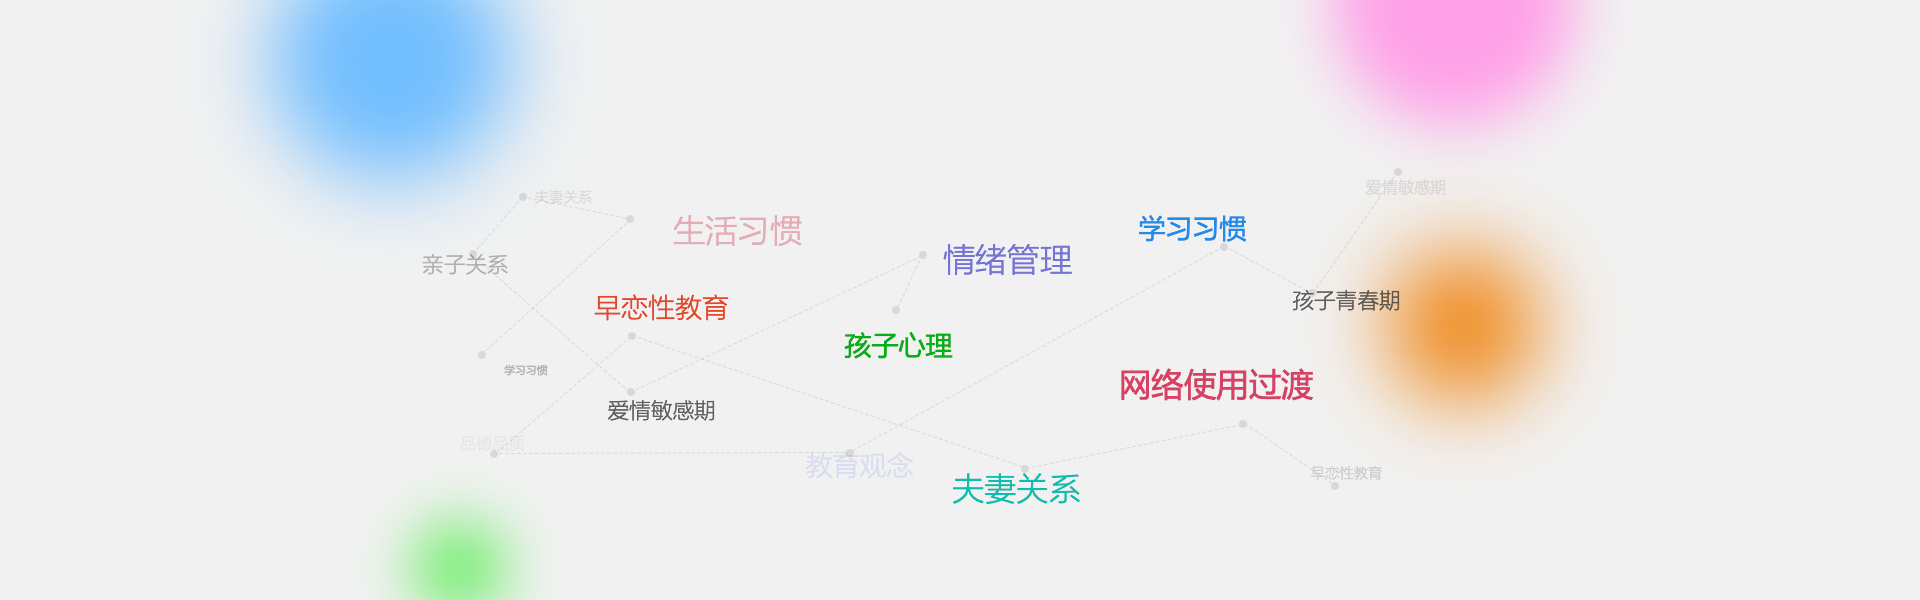 爱情敏感期
夫妻关系
生活习惯
学习习惯
情绪管理
亲子关系
孩子青春期
早恋性教育
孩子心理
学习习惯
网络使用过渡
爱情敏感期
品德品质
教育观念
早恋性教育
夫妻关系